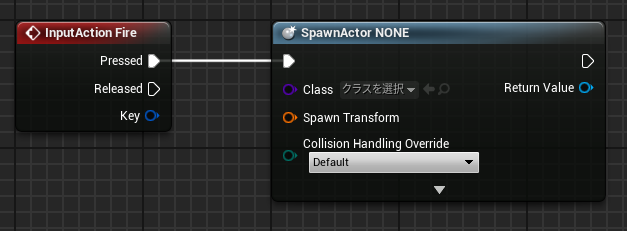 InputAction Fire
Pressed
Released
Key
SpawnActor NONE
Class クラスを選択
Return Value
Spawn Transform
Collision Handling Override
Default